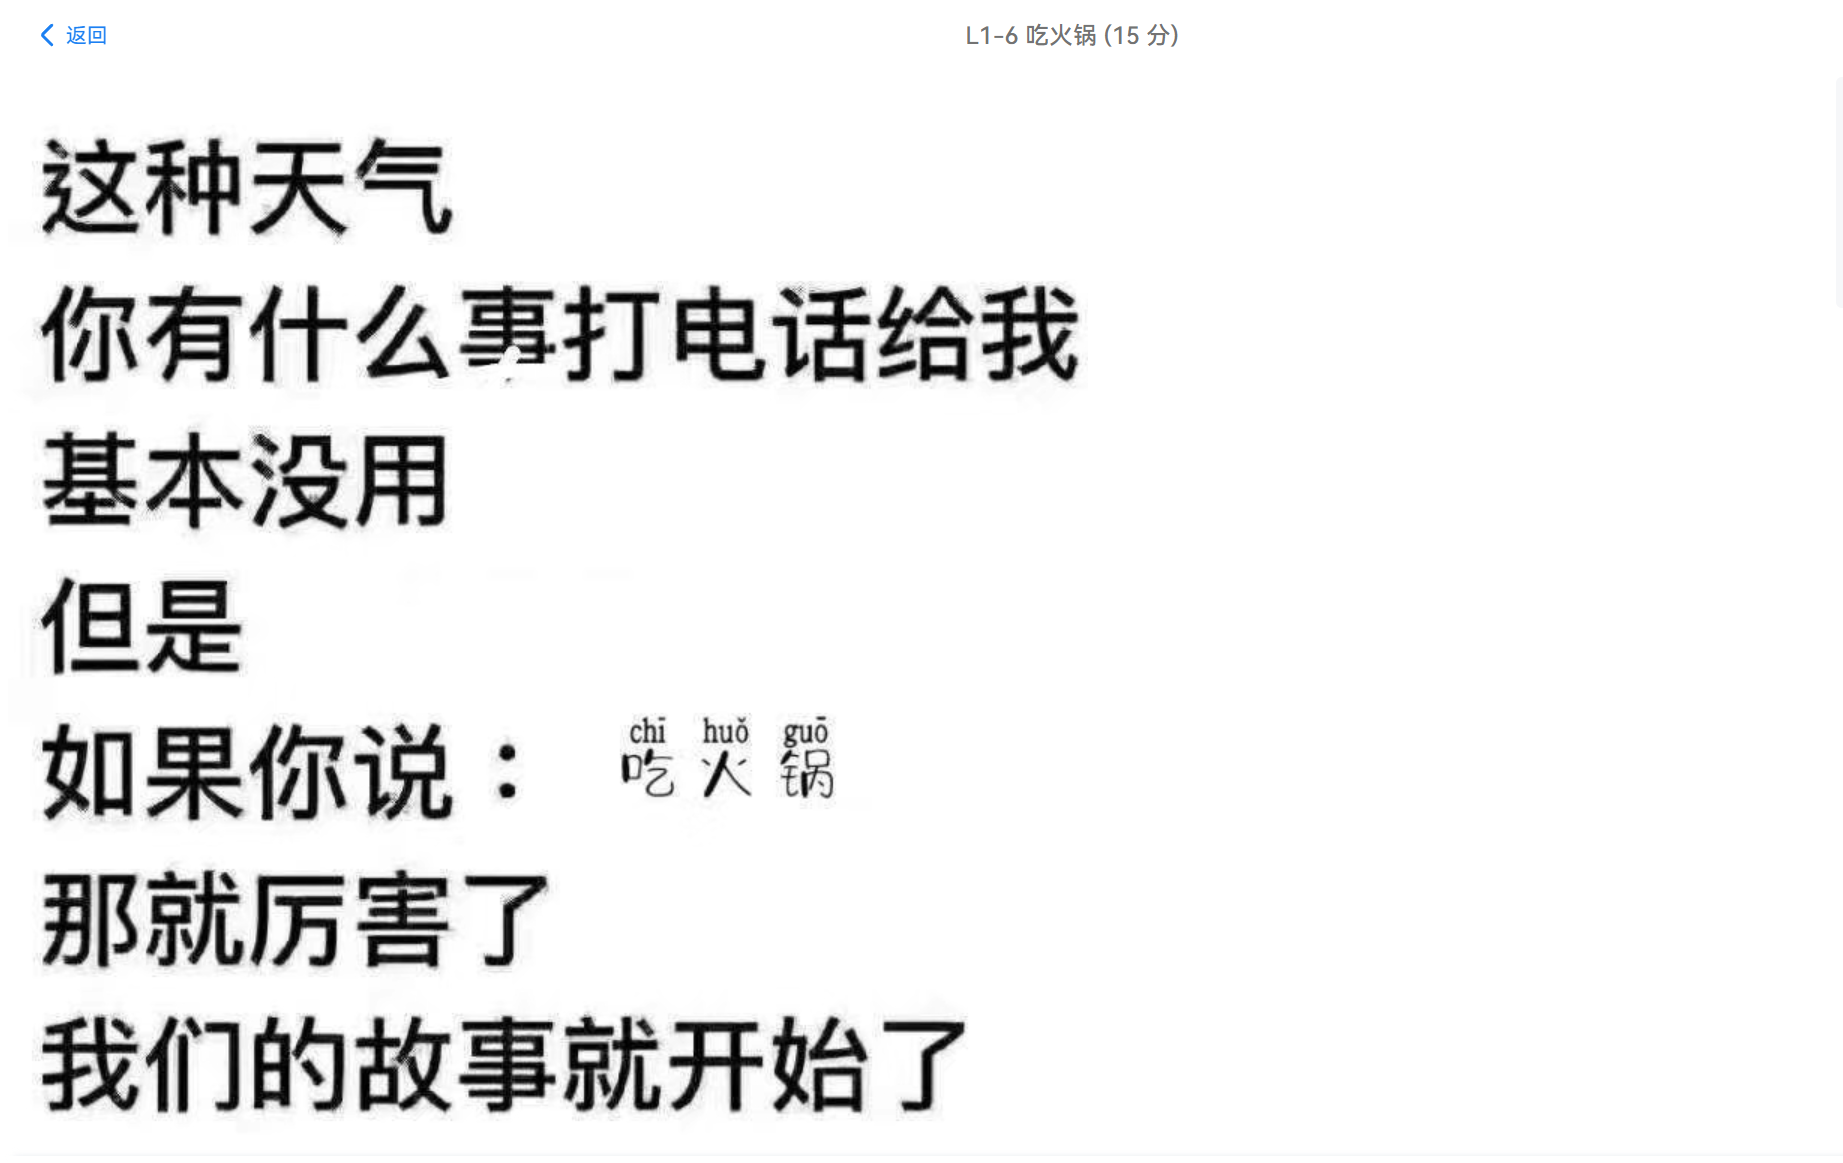 返回
L1-6 吃火锅 (15 分)
这种天气
你有什么事打电话给我
基本没用
但是
chī huǒ guō
如果你说： 吃火锅
那就厉害了
我们的故事就开始了